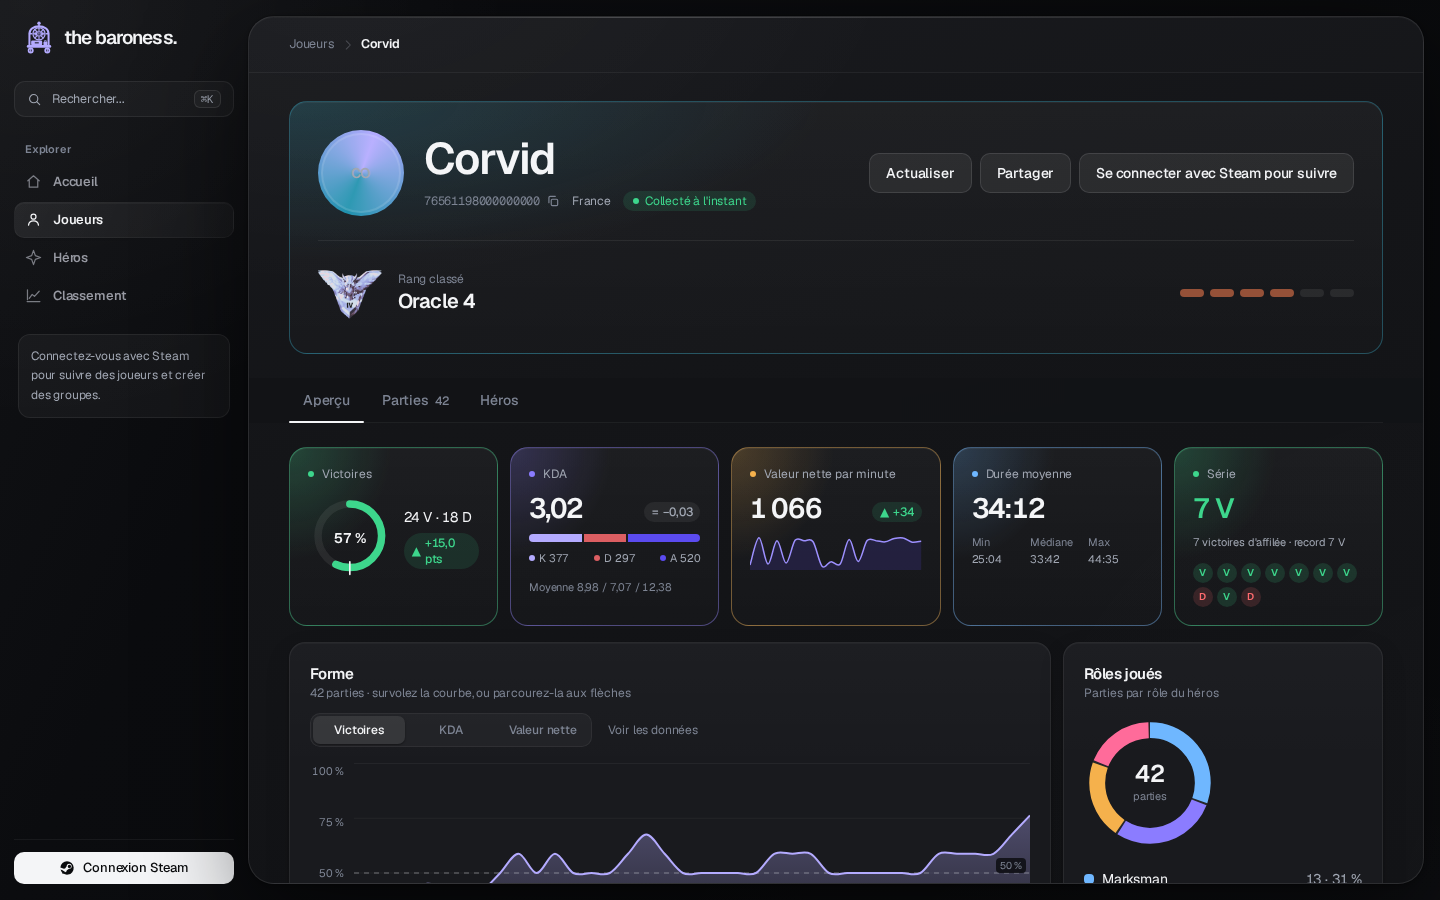 the baroness.
Rechercher...
⌘K
Explorer
Accueil
Joueurs
Héros
Classement
Connectez-vous avec Steam
pour suivre des joueurs et créer
des groupes.
Connexion Steam
Joueurs > Corvid
Corvid
76561198000000000 France Collecté à l'instant
Actualiser
Partager
Se connecter avec Steam pour suivre
Rang classé
Oracle 4
IV
Aperçu
Parties 42
Héros
Victoires
57 %
24 V · 18 D
▲ +15,0
pts
KDA
3,02
= −0,03
K 377
D 297
A 520
Moyenne 8,98 / 7,07 / 12,38
Valeur nette par minute
1 066
▲ +34
Durée moyenne
34:12
Min Médiane Max
25:04 33:42 44:35
Série
7 V
7 victoires d'affilée · record 7 V
V V V V V V V
D V D
Forme
42 parties · survolez la courbe, ou parcourez-la aux flèches
Victoires
KDA
Valeur nette
Voir les données
100 %
75 %
50 %
50 %
Rôles joués
Parties par rôle du héros
42
parties
Marksman 13 · 31 %